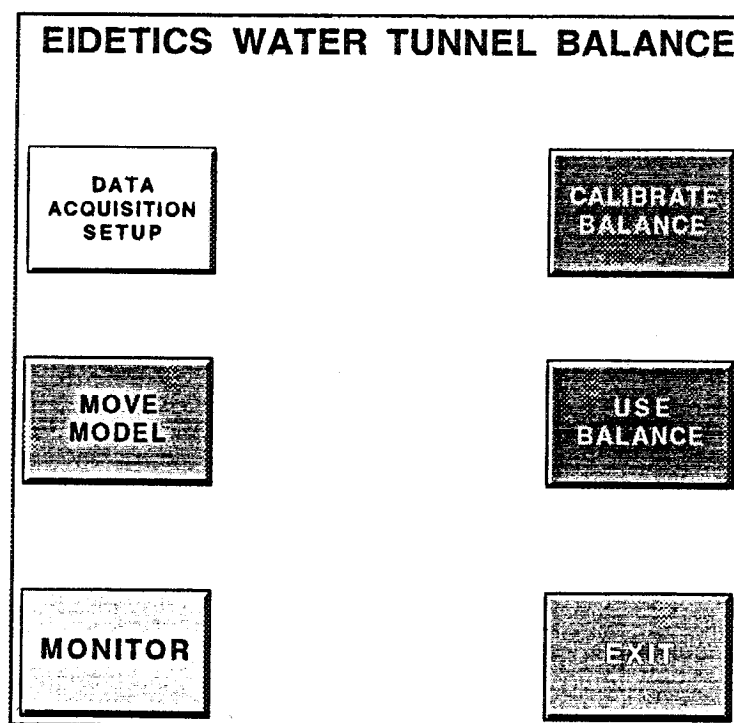 EIDETICS WATER TUNNEL BALANCE
DATA
ACQUISITION
SETUP
CALIBRATE
BALANCE
MOVE
MODEL
USE
BALANCE
MONITOR
EXIT